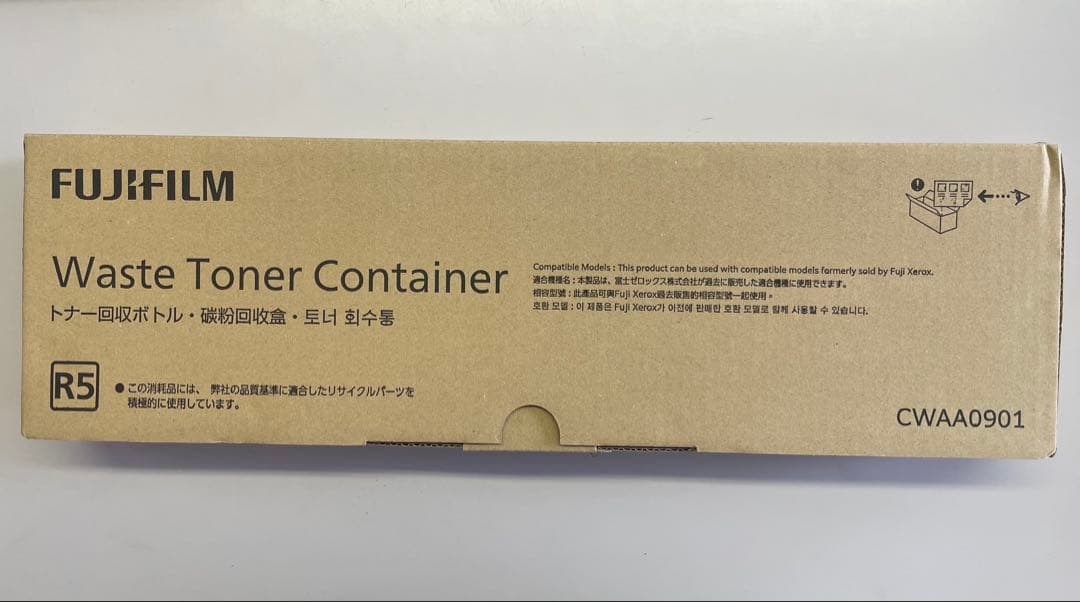 FUJIFILM
Waste Toner Container
トナー回収ボトル・碳粉回收盒・토너 회수통
Compatible Models : This product can be used with compatible models formerly sold by Fuji Xerox.
適合機種名 : 本製品は、富士ゼロックス株式会社が過去に販売した適合機種に使用できます。
相容型號 : 此產品可與Fuji Xerox過去販售的相容型號一起使用。
호환 모델 : 이 제품은 Fuji Xerox가 이전에 판매한 호환 모델로 함께 사용할 수 있습니다.
R5
●この消耗品には、弊社の品質基準に適合したリサイクルパーツを
積極的に使用しています。
CWAA0901